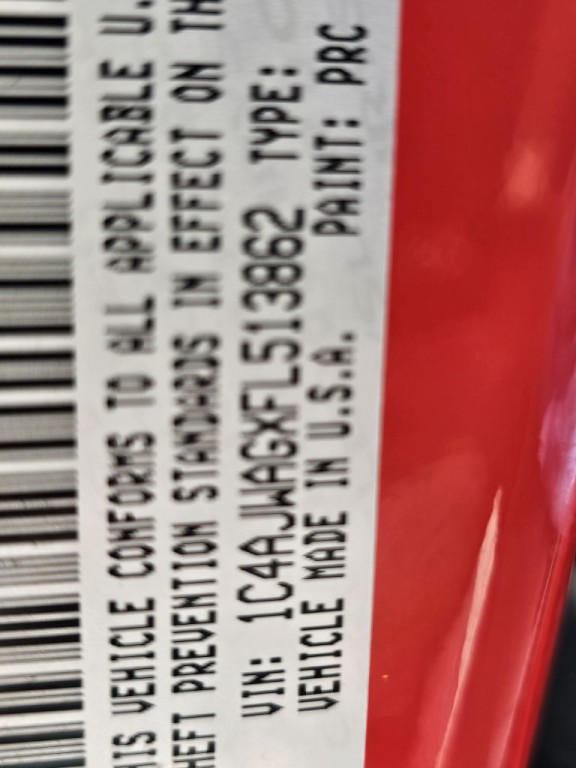 HIS VEHICLE CONFORMS TO ALL APPLICABLE U.
HEFT PREVENTION STANDARDS IN EFFECT ON TH
VIN: 1C4AJWAGXFL513862 TYPE:
VEHICLE MADE IN U.S.A. PAINT: PRC